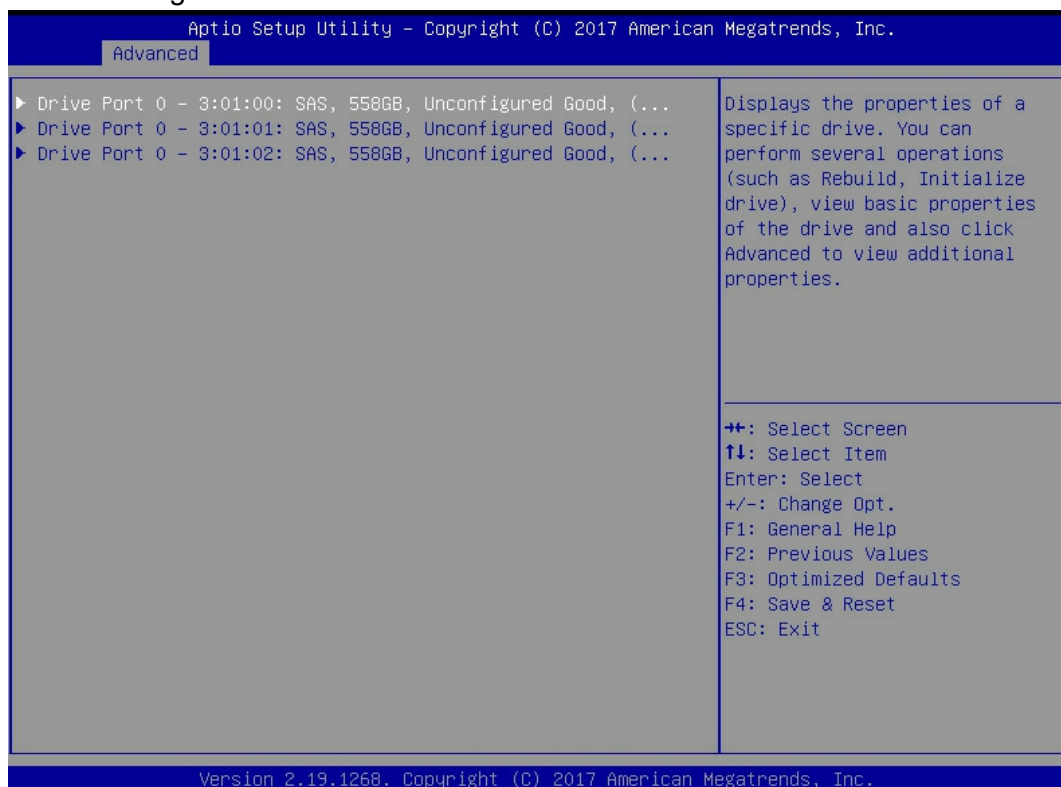 Aptio Setup Utility – Copyright (C) 2017 American Megatrends, Inc.
Advanced
▶ Drive Port 0 – 3:01:00: SAS, 558GB, Unconfigured Good, (...
▶ Drive Port 0 – 3:01:01: SAS, 558GB, Unconfigured Good, (...
▶ Drive Port 0 – 3:01:02: SAS, 558GB, Unconfigured Good, (...
Displays the properties of a
specific drive. You can
perform several operations
(such as Rebuild, Initialize
drive), view basic properties
of the drive and also click
Advanced to view additional
properties.
→←: Select Screen
↑↓: Select Item
Enter: Select
+/-: Change Opt.
F1: General Help
F2: Previous Values
F3: Optimized Defaults
F4: Save & Reset
ESC: Exit
Version 2.19.1268. Copyright (C) 2017 American Megatrends, Inc.